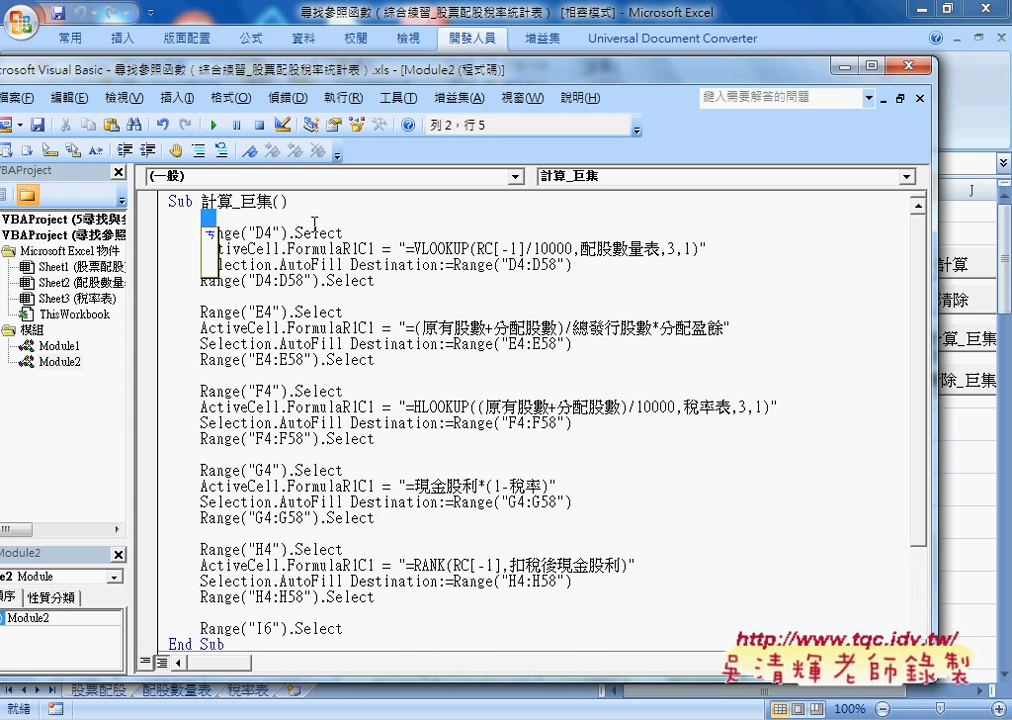 尋找參照函數（綜合練習_股票配股稅率統計表） [相容模式] - Microsoft Excel
常用 插入 版面配置 公式 資料 校閱 檢視 開發人員 增益集 Universal Document Converter
crosoft Visual Basic - 尋找參照函數（綜合練習_股票配股稅率統計表）.xls - [Module2 (程式碼)]
檔案(F) 編輯(E) 檢視(V) 插入(I) 格式(O) 偵錯(D) 執行(R) 工具(T) 增益集(A) 視窗(W) 說明(H) 鍵入需要解答的問題
列 2，行 5
VBAProject
(一般) 計算_巨集
VBAProject (5尋找與
VBAProject (尋找參照
Microsoft Excel 物件
Sheet1 (股票配股)
Sheet2 (配股數量
Sheet3 (稅率表)
ThisWorkbook
模組
Module1
Module2
Module2
e2 Module
順序 性質分類
Module2
Sub 計算_巨集()
ㄘ
nge("D4").Select
tiveCell.FormulaR1C1 = "=VLOOKUP(RC[-1]/10000,配股數量表,3,1)"
lection.AutoFill Destination:=Range("D4:D58")
Range("D4:D58").Select
Range("E4").Select
ActiveCell.FormulaR1C1 = "=(原有股數+分配股數)/總發行股數*分配盈餘"
Selection.AutoFill Destination:=Range("E4:E58")
Range("E4:E58").Select
Range("F4").Select
ActiveCell.FormulaR1C1 = "=HLOOKUP((原有股數+分配股數)/10000,稅率表,3,1)"
Selection.AutoFill Destination:=Range("F4:F58")
Range("F4:F58").Select
Range("G4").Select
ActiveCell.FormulaR1C1 = "=現金股利*(1-稅率)"
Selection.AutoFill Destination:=Range("G4:G58")
Range("G4:G58").Select
Range("H4").Select
ActiveCell.FormulaR1C1 = "=RANK(RC[-1],扣稅後現金股利)"
Selection.AutoFill Destination:=Range("H4:H58")
Range("H4:H58").Select
Range("I6").Select
End Sub
J
計算
清除
算_巨集
除_巨集
http://www.tqc.idv.tw/
吳清輝老師錄製
股票配股 配股數量表 稅率表
就緒 100%